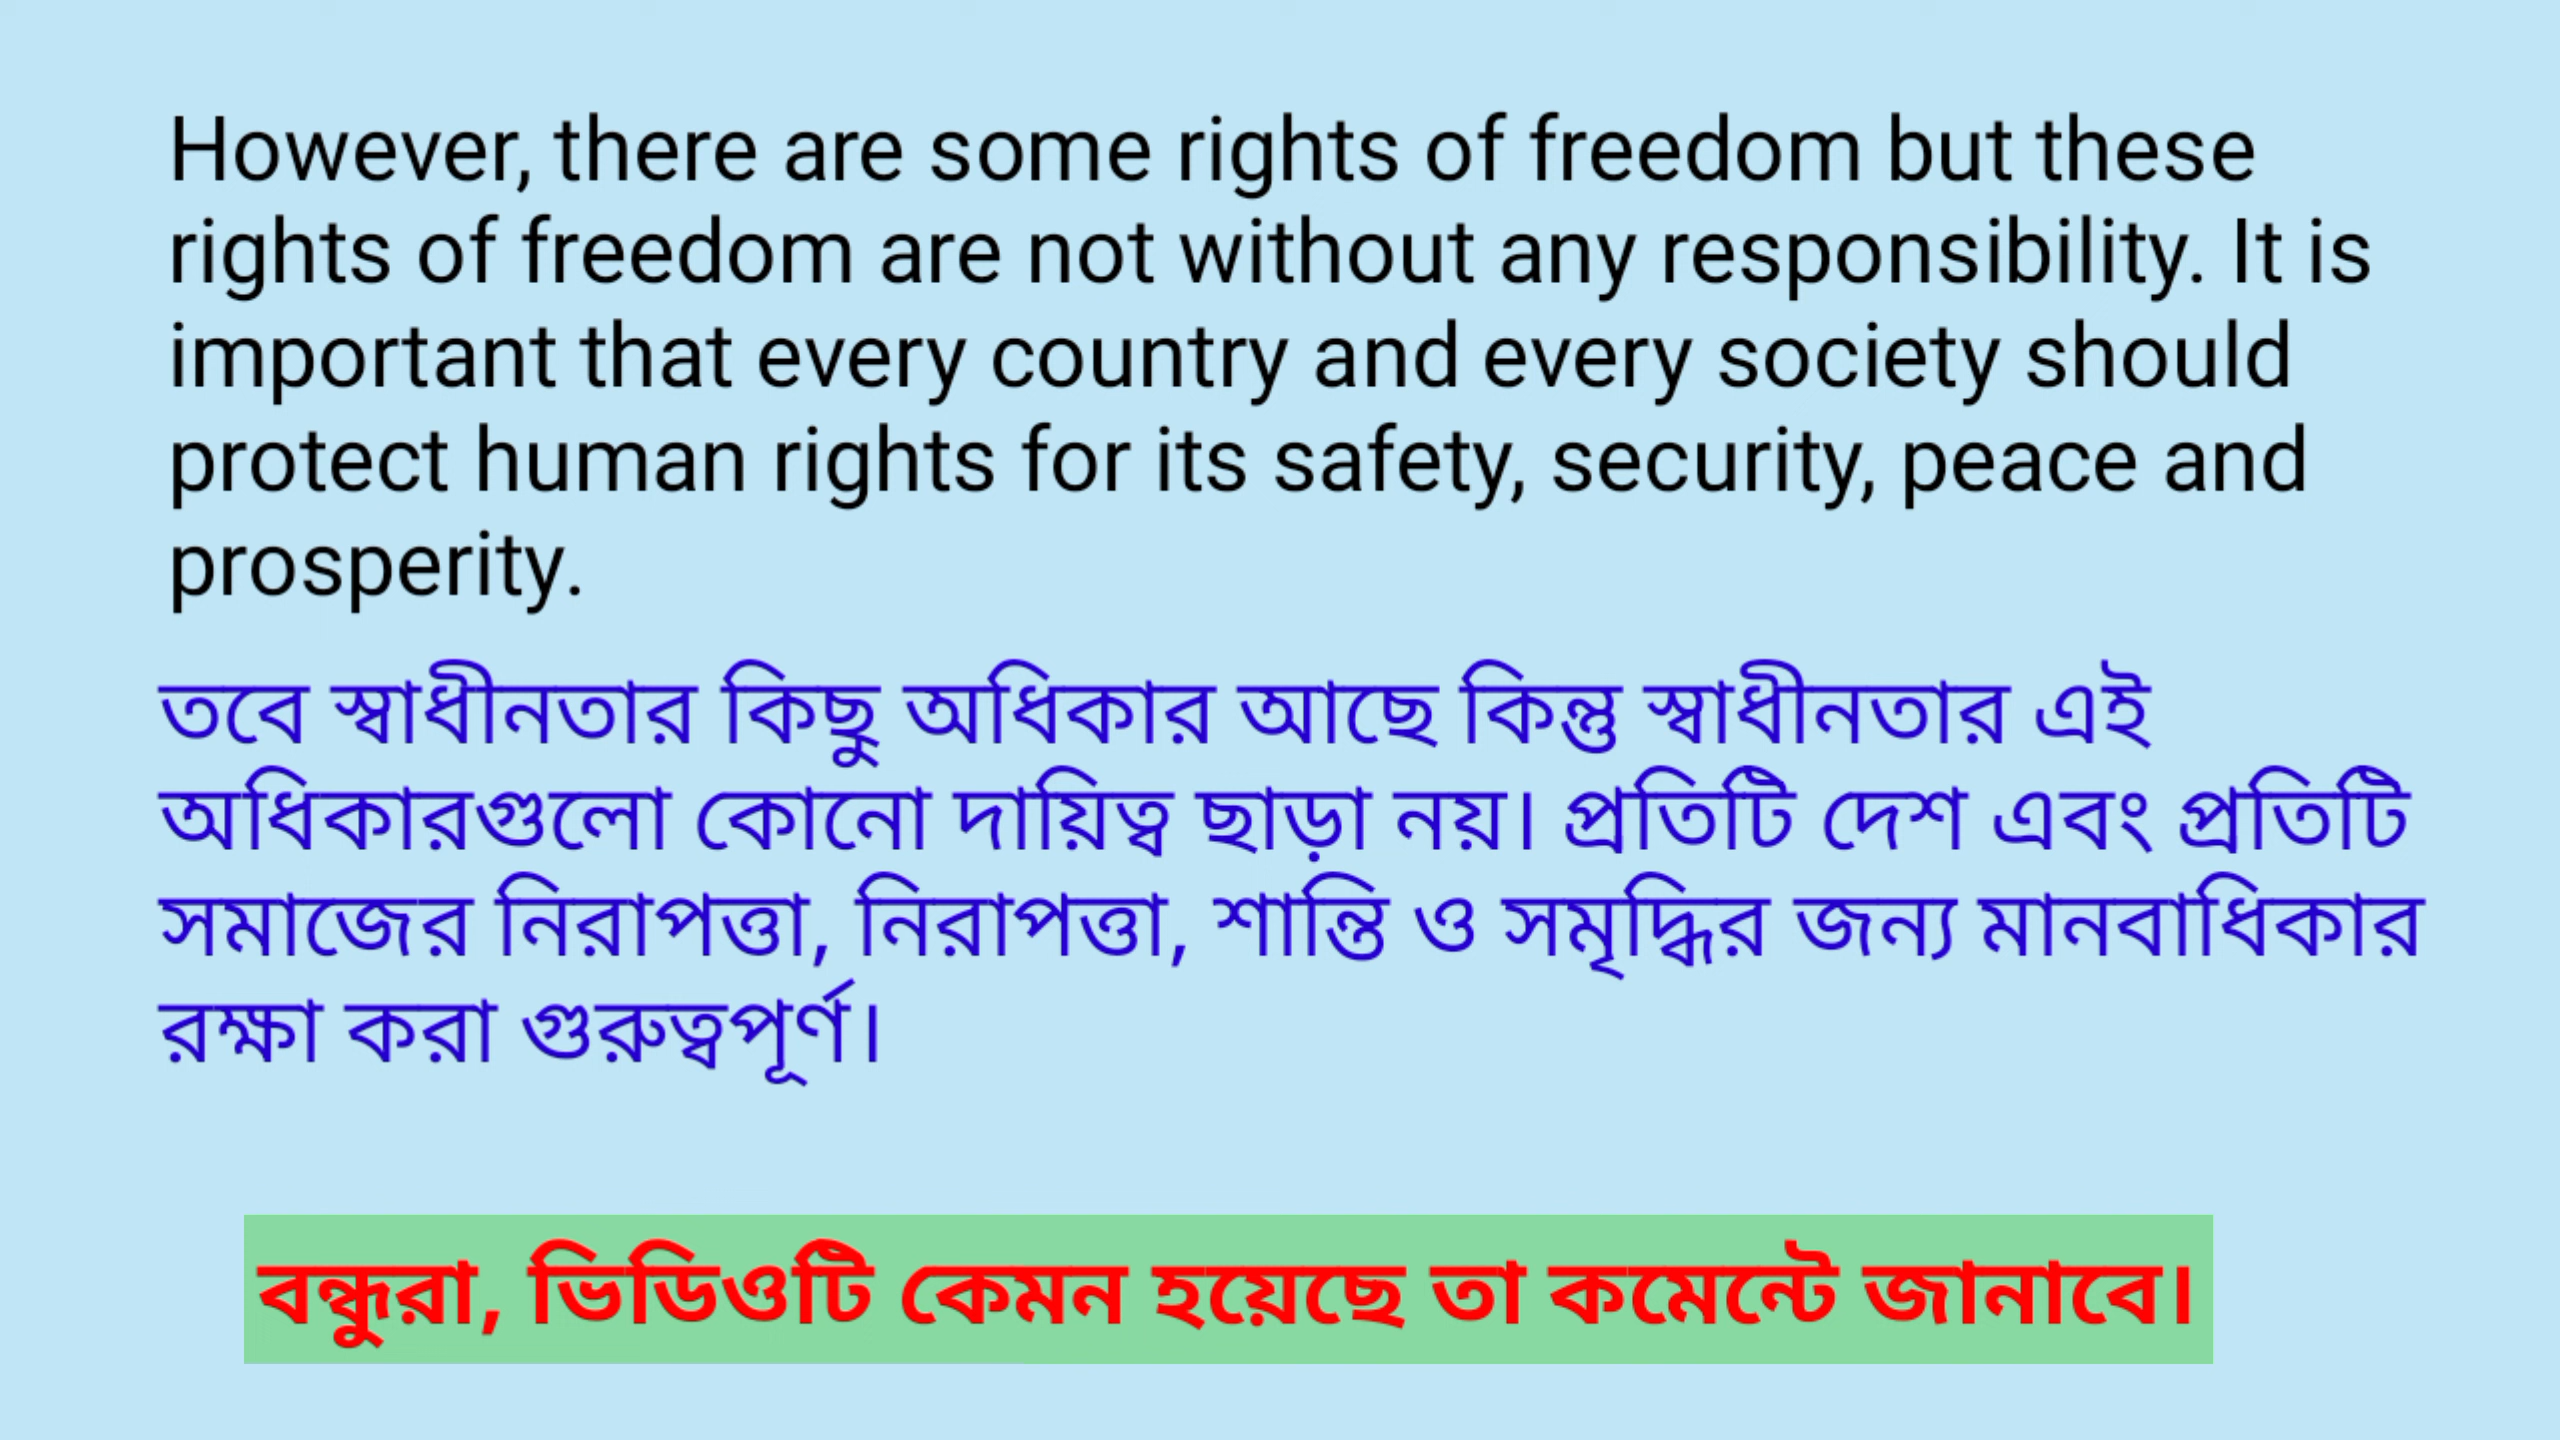 However, there are some rights of freedom but these
rights of freedom are not without any responsibility. It is
important that every country and every society should
protect human rights for its safety, security, peace and
prosperity.
তবে স্বাধীনতার কিছু অধিকার আছে কিন্তু স্বাধীনতার এই
অধিকারগুলো কোনো দায়িত্ব ছাড়া নয়। প্রতিটি দেশ এবং প্রতিটি
সমাজের নিরাপত্তা, নিরাপত্তা, শান্তি ও সমৃদ্ধির জন্য মানবাধিকার
রক্ষা করা গুরুত্বপূর্ণ।
বন্ধুরা, ভিডিওটি কেমন হয়েছে তা কমেন্টে জানাবে।